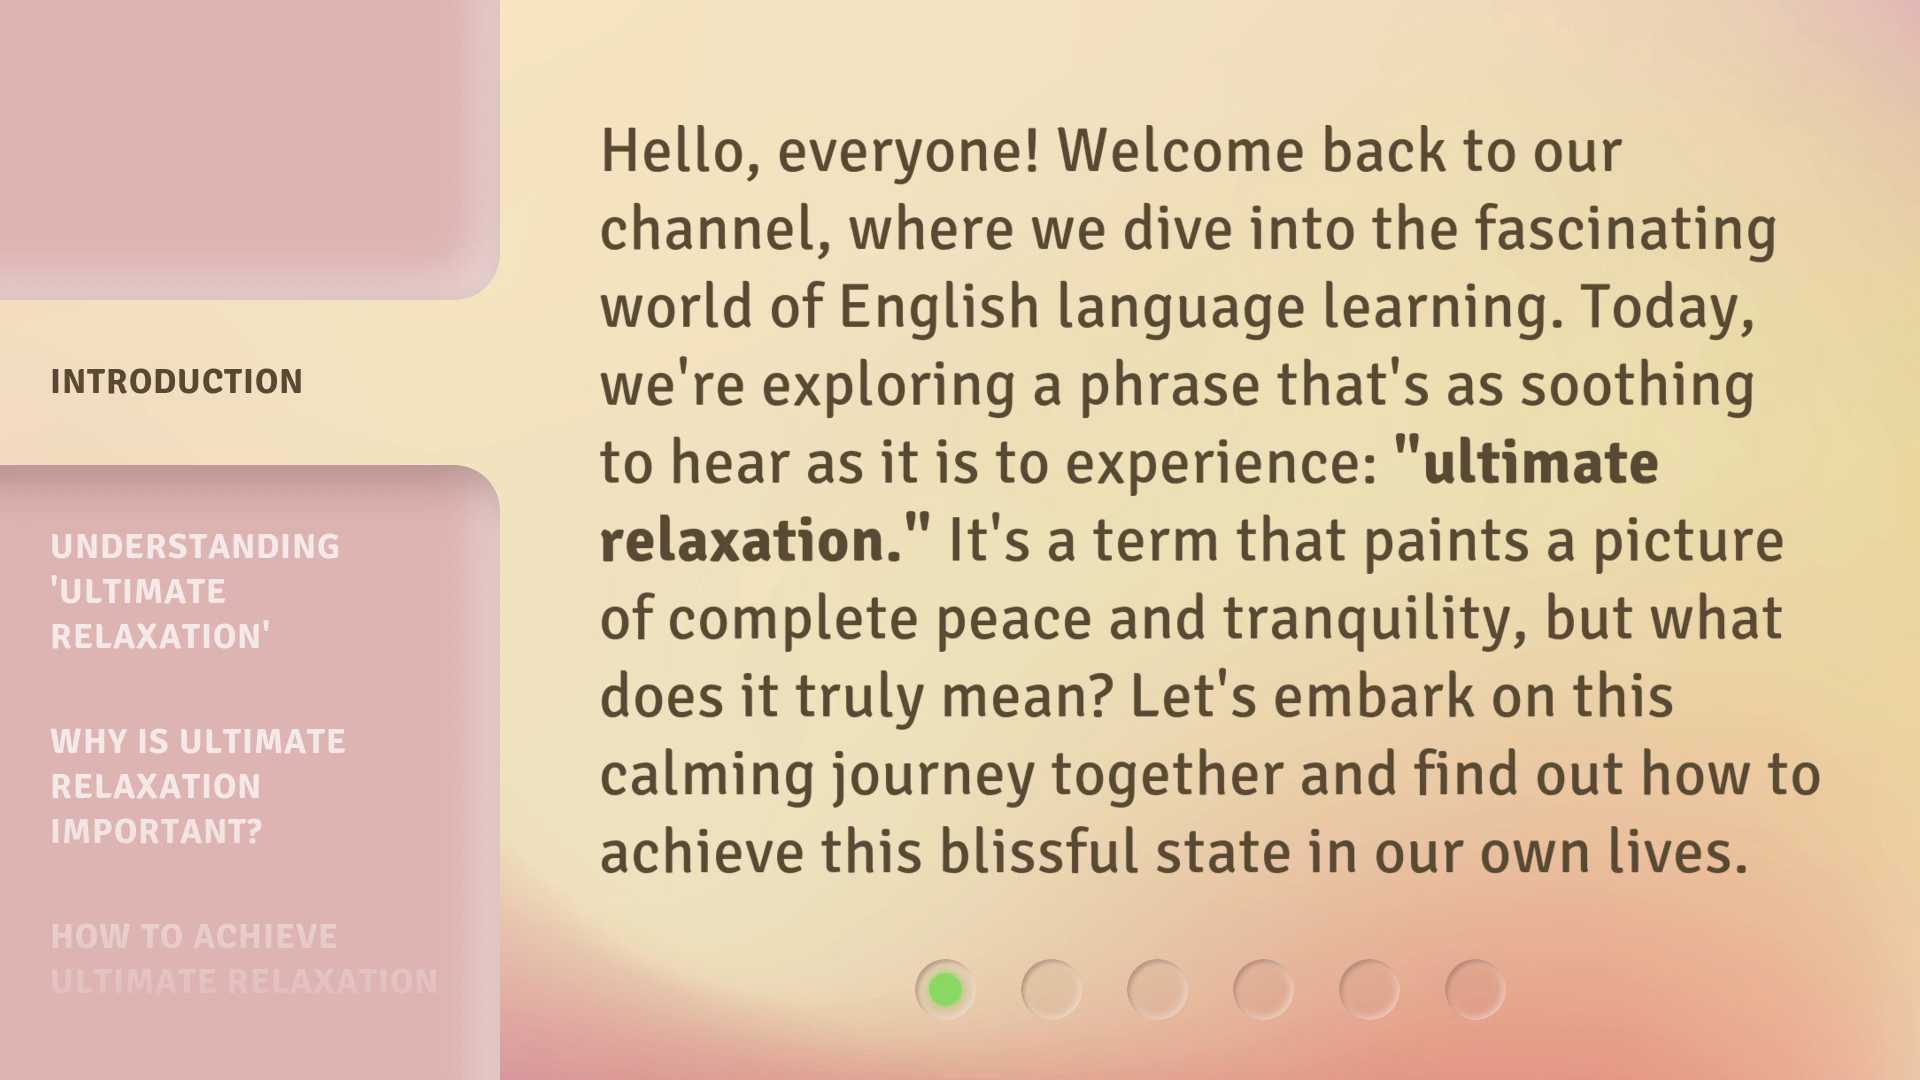 INTRODUCTION
UNDERSTANDING
'ULTIMATE
RELAXATION'
WHY IS ULTIMATE
RELAXATION
IMPORTANT?
HOW TO ACHIEVE
ULTIMATE RELAXATION
Hello, everyone! Welcome back to our
channel, where we dive into the fascinating
world of English language learning. Today,
we're exploring a phrase that's as soothing
to hear as it is to experience: "ultimate
relaxation." It's a term that paints a picture
of complete peace and tranquility, but what
does it truly mean? Let's embark on this
calming journey together and find out how to
achieve this blissful state in our own lives.